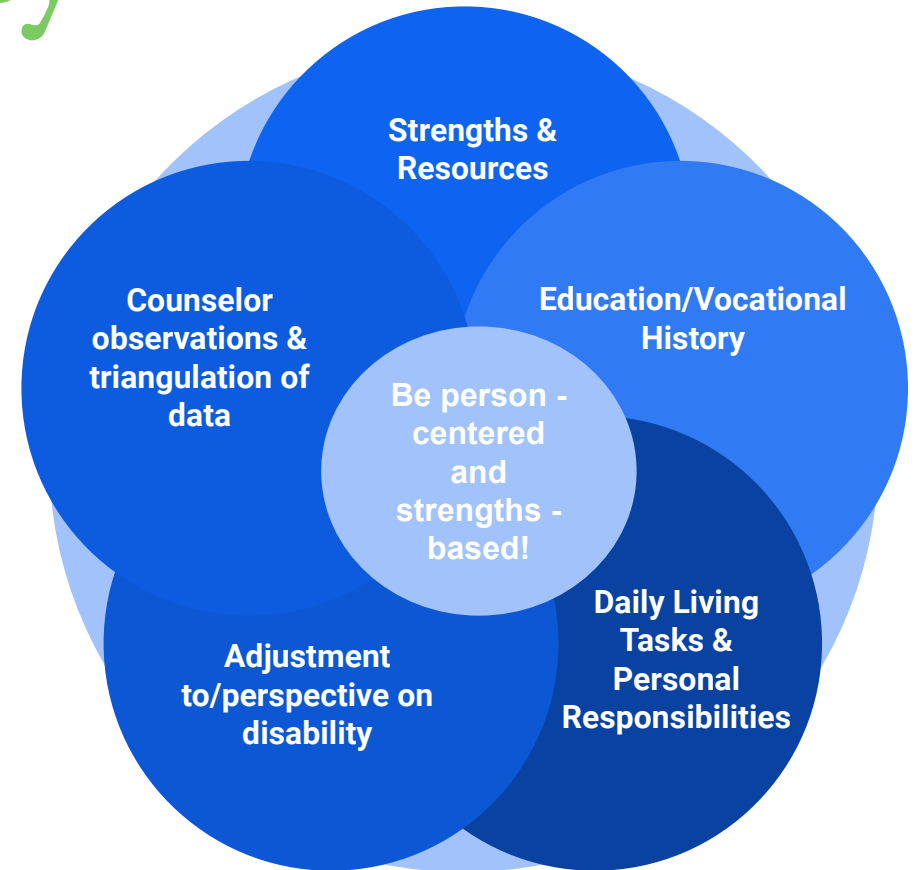 Strengths &
Resources
Education/Vocational
History
Counselor
observations &
triangulation of
data
Be person -
centered
and
strengths -
based!
Daily Living
Tasks &
Personal
Responsibilities
Adjustment
to/perspective on
disability